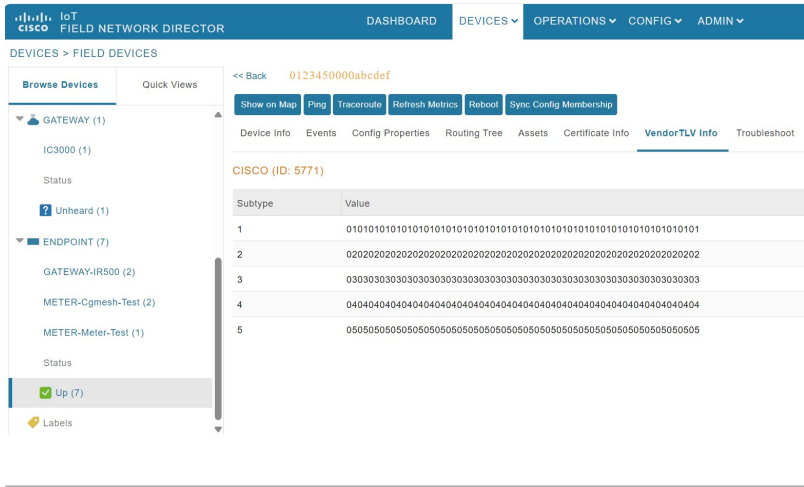 cisco IoT FIELD NETWORK DIRECTOR
DASHBOARD DEVICES OPERATIONS CONFIG ADMIN
DEVICES > FIELD DEVICES
Browse Devices Quick Views
GATEWAY (1)
IC3000 (1)
Status
Unheard (1)
ENDPOINT (7)
GATEWAY-IR500 (2)
METER-Cgmesh-Test (2)
METER-Meter-Test (1)
Status
Up (7)
Labels
<< Back 0123450000abcdef
Show on Map Ping Traceroute Refresh Metrics Reboot Sync Config Membership
Device Info Events Config Properties Routing Tree Assets Certificate Info VendorTLV Info Troubleshoot
CISCO (ID: 5771)
Subtype Value
1 0101010101010101010101010101010101010101010101010101010101010101
2 0202020202020202020202020202020202020202020202020202020202020202
3 0303030303030303030303030303030303030303030303030303030303030303
4 0404040404040404040404040404040404040404040404040404040404040404
5 0505050505050505050505050505050505050505050505050505050505050505